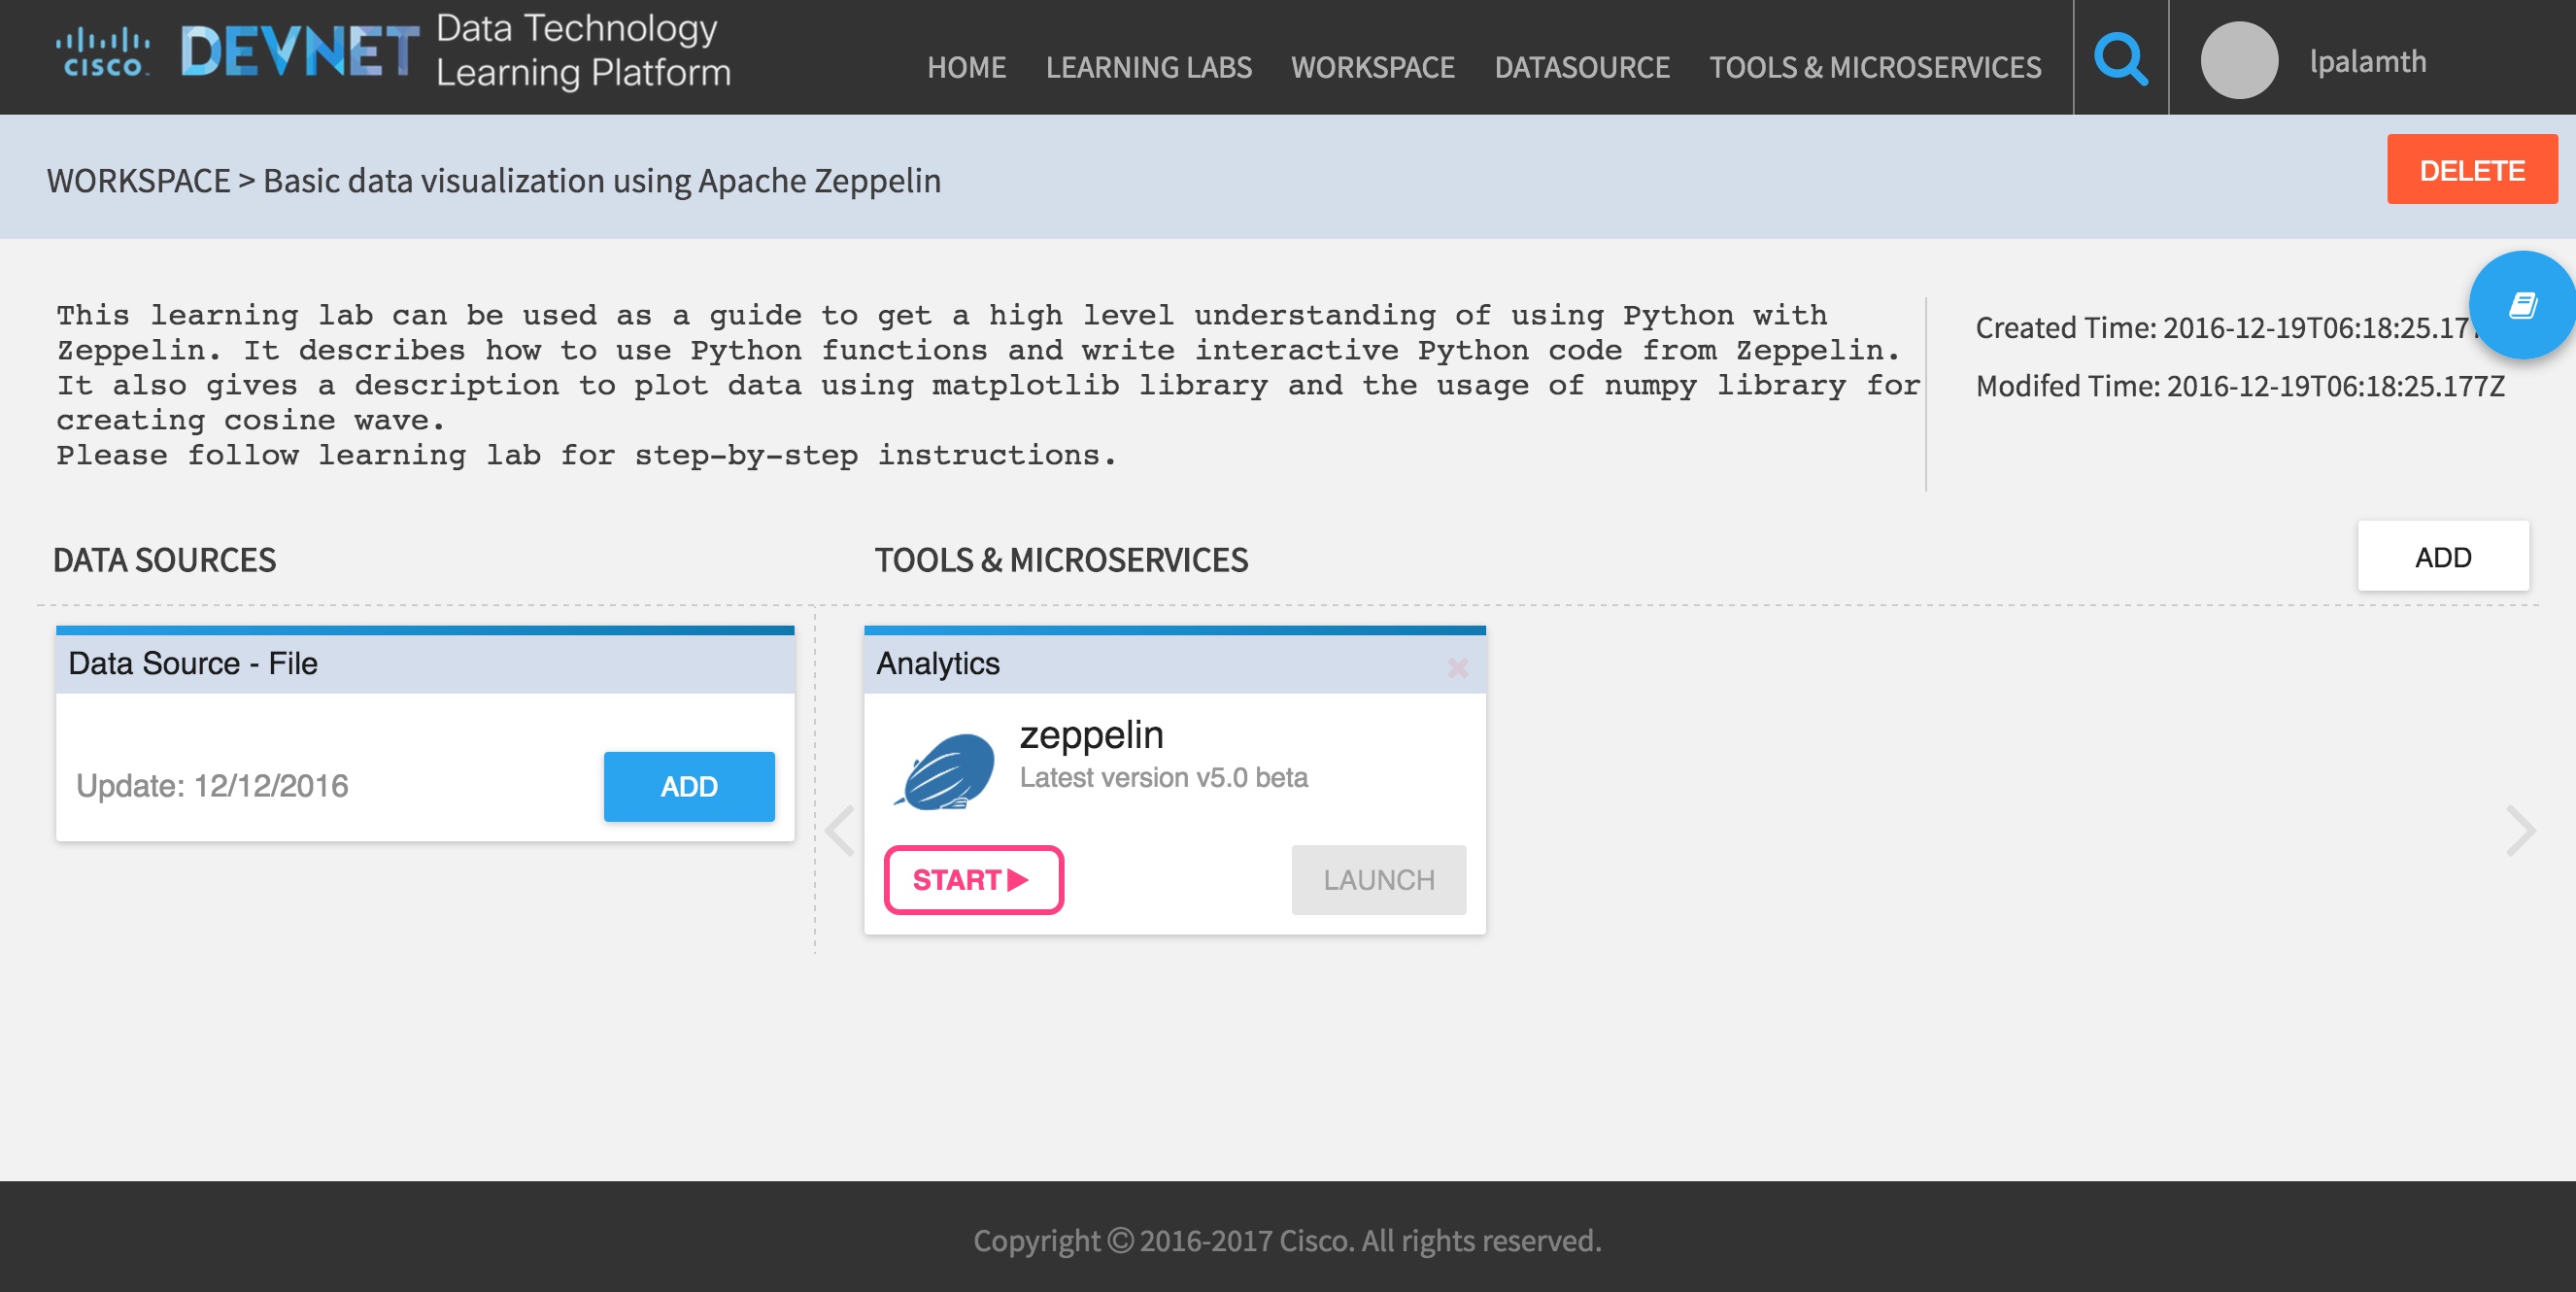 CISCO
DEVNET
Data Technology
Learning Platform
HOME LEARNING LABS WORKSPACE DATASOURCE TOOLS & MICROSERVICES
lpalamth
WORKSPACE > Basic data visualization using Apache Zeppelin
DELETE
This learning lab can be used as a guide to get a high level understanding of using Python with
Zeppelin. It describes how to use Python functions and write interactive Python code from Zeppelin.
It also gives a description to plot data using matplotlib library and the usage of numpy library for
creating cosine wave.
Please follow learning lab for step-by-step instructions.
Created Time: 2016-12-19T06:18:25.17
Modifed Time: 2016-12-19T06:18:25.177Z
DATA SOURCES
TOOLS & MICROSERVICES
ADD
Data Source - File
Update: 12/12/2016
ADD
Analytics
zeppelin
Latest version v5.0 beta
START
LAUNCH
Copyright © 2016-2017 Cisco. All rights reserved.